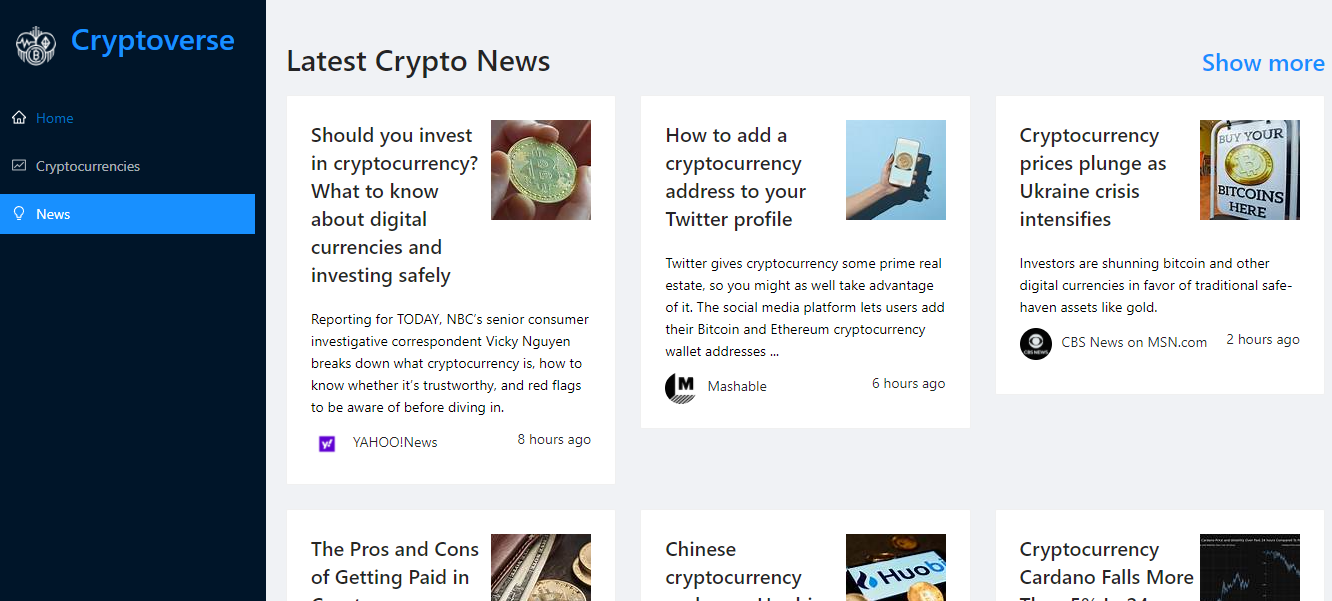 Cryptoverse
Home
Cryptocurrencies
News
Latest Crypto News
Show more
Should you invest
in cryptocurrency?
What to know
about digital
currencies and
investing safely
Reporting for TODAY, NBC’s senior consumer
investigative correspondent Vicky Nguyen
breaks down what cryptocurrency is, how to
know whether it’s trustworthy, and red flags
to be aware of before diving in.
y!
YAHOO!News
8 hours ago
How to add a
cryptocurrency
address to your
Twitter profile
Twitter gives cryptocurrency some prime real
estate, so you might as well take advantage
of it. The social media platform lets users add
their Bitcoin and Ethereum cryptocurrency
wallet addresses ...
M
Mashable
6 hours ago
Cryptocurrency
prices plunge as
Ukraine crisis
intensifies
BUY YOUR
BITCOINS
HERE
Investors are shunning bitcoin and other
digital currencies in favor of traditional safe-
haven assets like gold.
CBS NEWS
CBS News on MSN.com
2 hours ago
The Pros and Cons
of Getting Paid in
Chinese
cryptocurrency
Huobi
Cryptocurrency
Cardano Falls More
Than 5% In 24